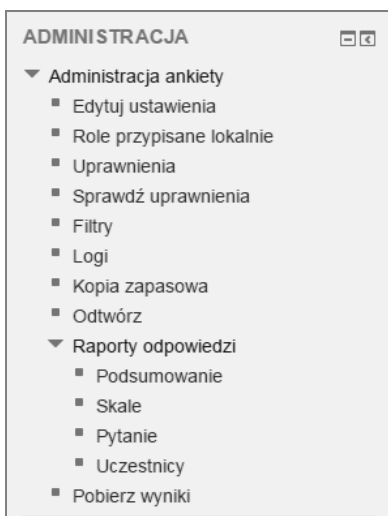 ADMINISTRACJA
Administracja ankiety
Edytuj ustawienia
Role przypisane lokalnie
Uprawnienia
Sprawdź uprawnienia
Filtry
Logi
Kopia zapasowa
Odtwórz
Raporty odpowiedzi
Podsumowanie
Skale
Pytanie
Uczestnicy
Pobierz wyniki